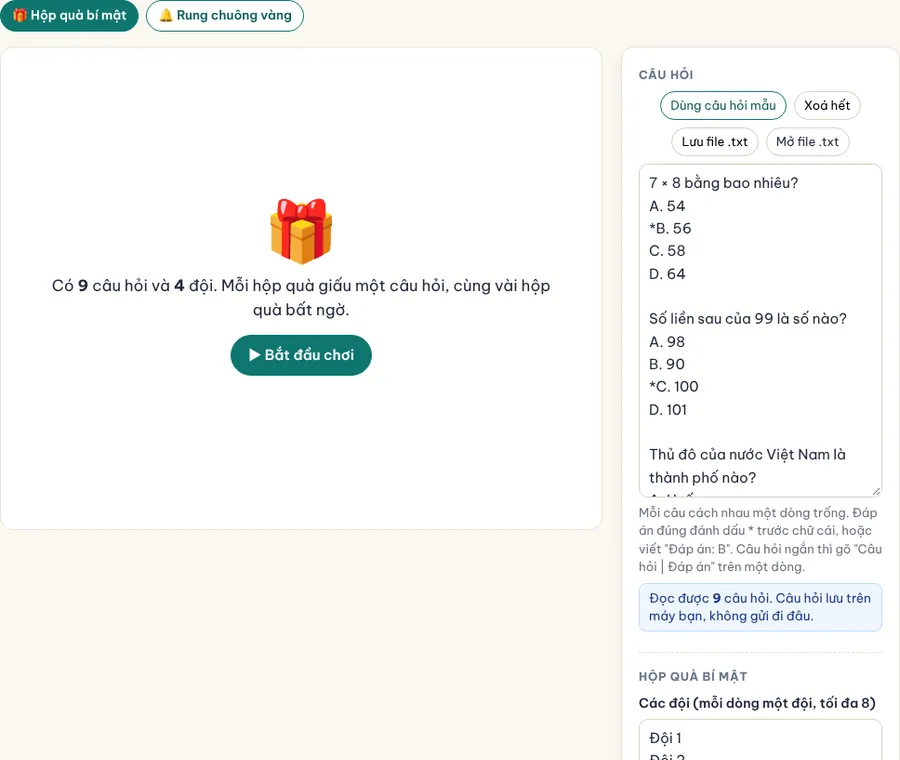 🎁 Hộp quà bí mật
🔔 Rung chuông vàng
Có 9 câu hỏi và 4 đội. Mỗi hộp quà giấu một câu hỏi, cùng vài hộp
quà bất ngờ.
▶ Bắt đầu chơi
CÂU HỎI
Dùng câu hỏi mẫu
Xoá hết
Lưu file .txt
Mở file .txt
7 × 8 bằng bao nhiêu?
A. 54
*B. 56
C. 58
D. 64
Số liền sau của 99 là số nào?
A. 98
B. 90
*C. 100
D. 101
Thủ đô của nước Việt Nam là
thành phố nào?
Mỗi câu cách nhau một dòng trống. Đáp
án đúng đánh dấu * trước chữ cái, hoặc
viết "Đáp án: B". Câu hỏi ngắn thì gõ "Câu
hỏi | Đáp án" trên một dòng.
Đọc được 9 câu hỏi. Câu hỏi lưu trên
máy bạn, không gửi đi đâu.
HỘP QUÀ BÍ MẬT
Các đội (mỗi dòng một đội, tối đa 8)
Đội 1